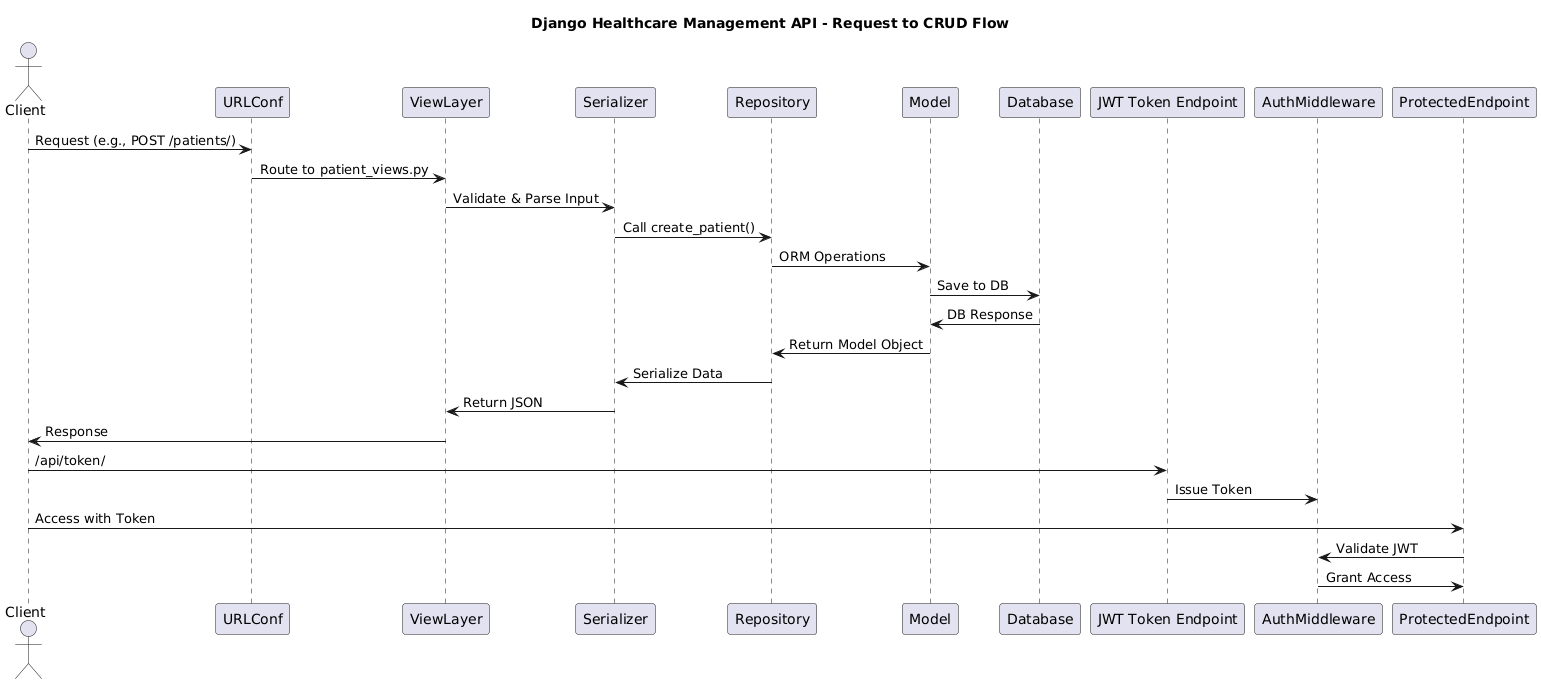 Django Healthcare Management API - Request to CRUD Flow
Client
URLConf
ViewLayer
Serializer
Repository
Model
Database
JWT Token Endpoint
AuthMiddleware
ProtectedEndpoint
Request (e.g., POST /patients/)
Route to patient_views.py
Validate & Parse Input
Call create_patient()
ORM Operations
Save to DB
DB Response
Return Model Object
Serialize Data
Return JSON
Response
/api/token/
Issue Token
Access with Token
Validate JWT
Grant Access
Client
URLConf
ViewLayer
Serializer
Repository
Model
Database
JWT Token Endpoint
AuthMiddleware
ProtectedEndpoint